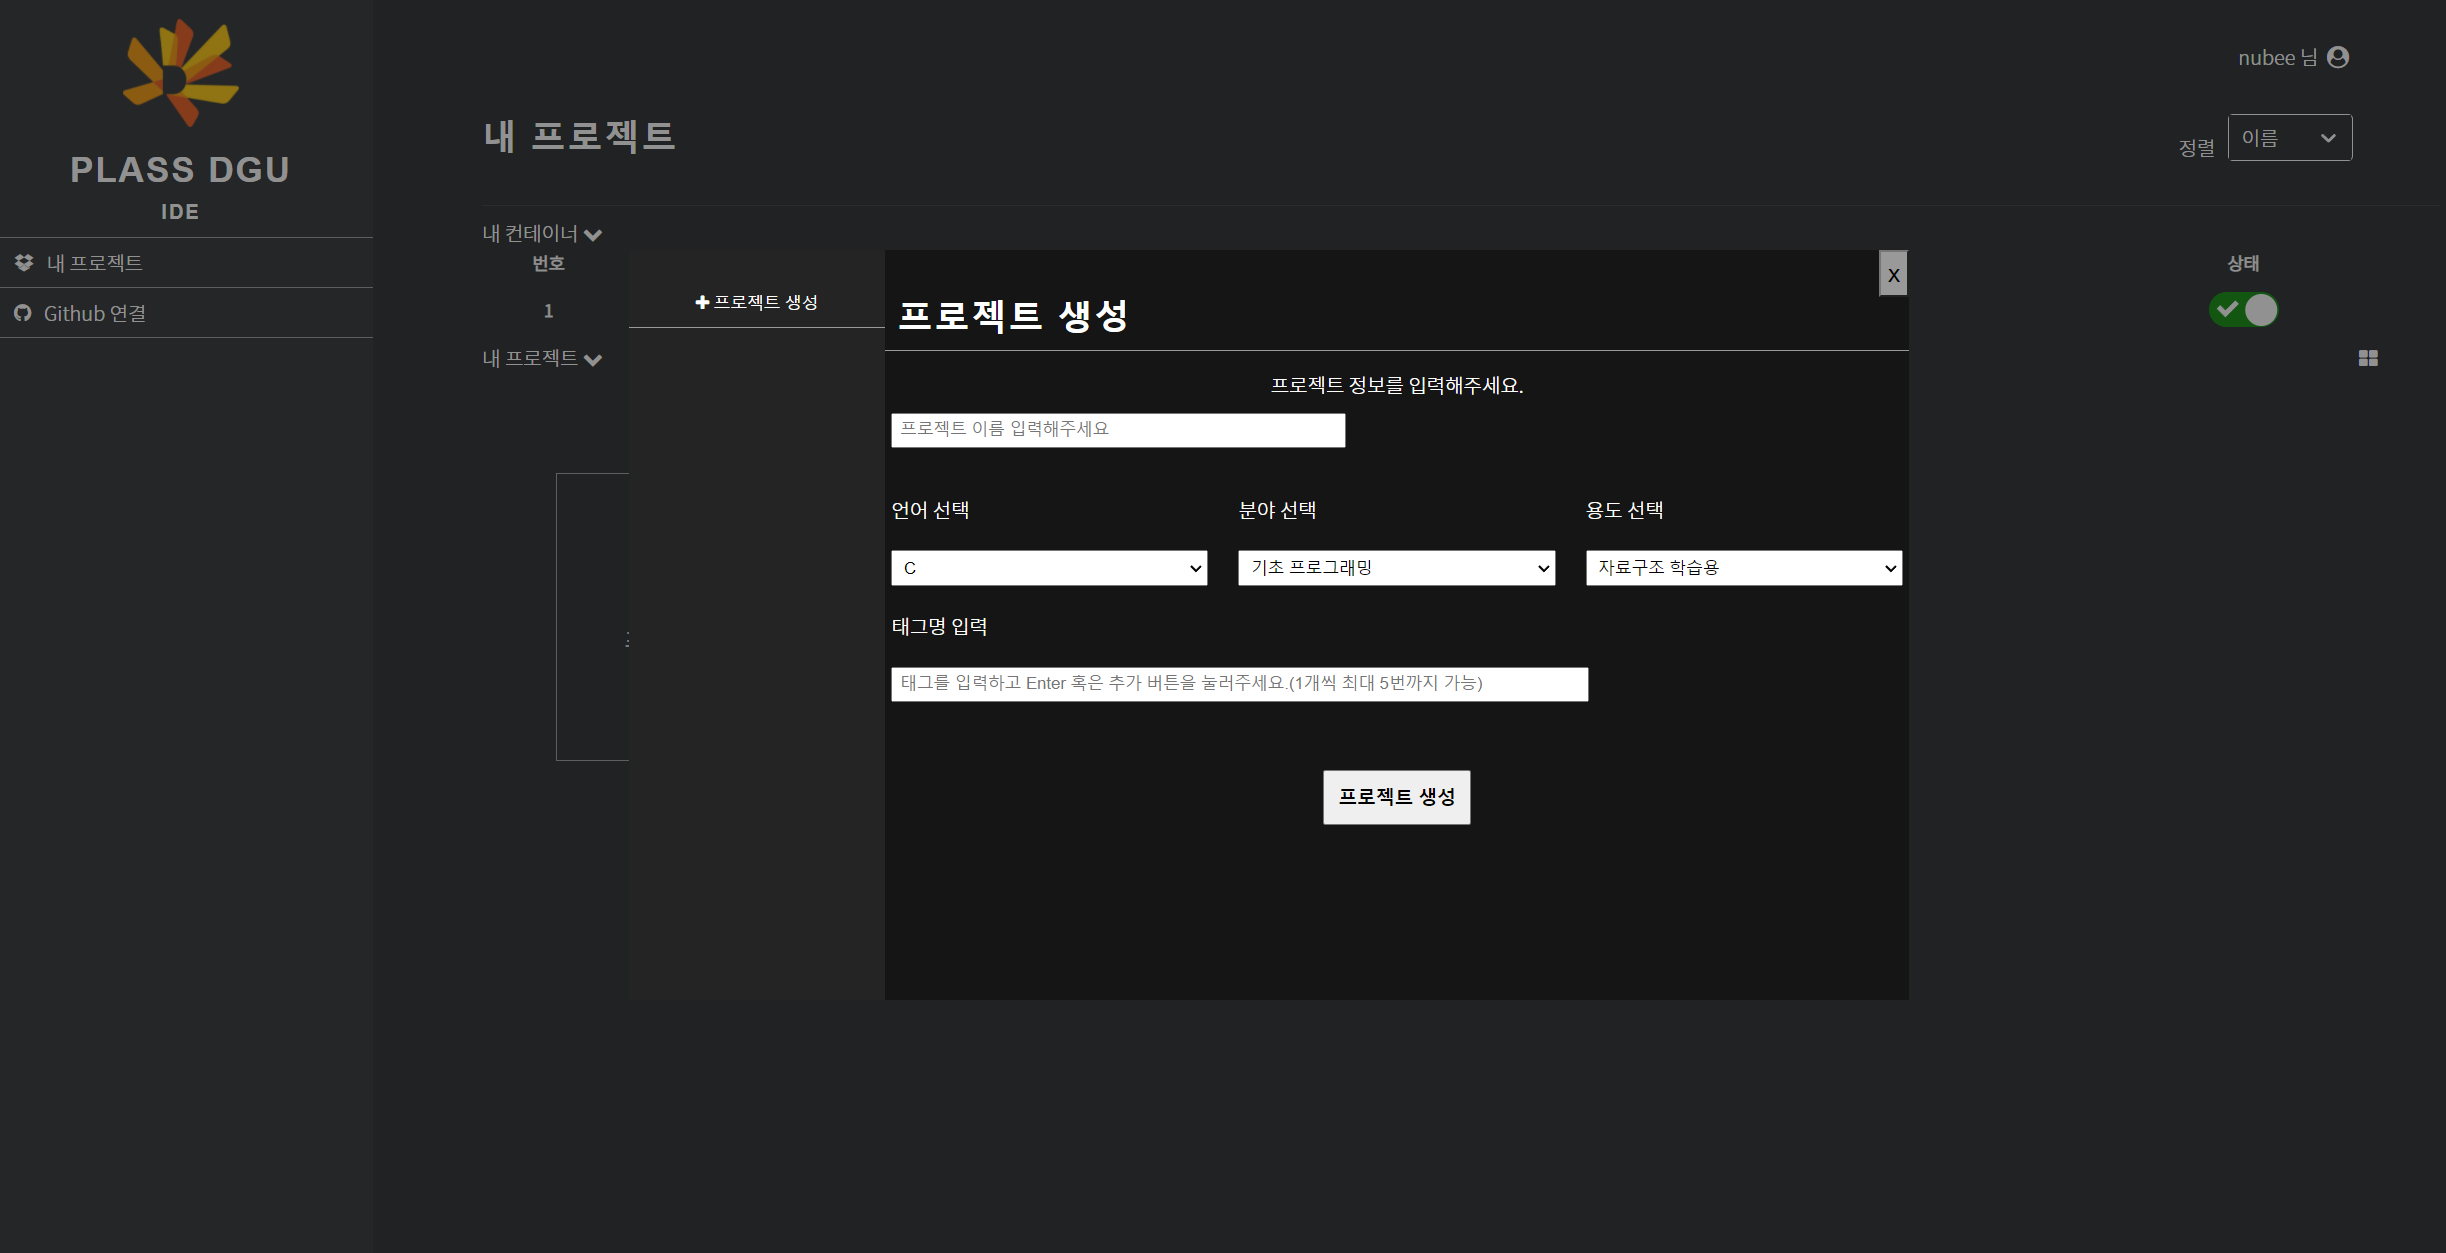 PLASS DGU
IDE
내 프로젝트
Github 연결
nubee 님
내 프로젝트
정렬
이름
내 컨테이너
번호
상태
1
내 프로젝트
프로젝트 생성
X
프로젝트 생성
프로젝트 정보를 입력해주세요.
프로젝트 이름 입력해주세요
언어 선택
분야 선택
용도 선택
C
기초 프로그래밍
자료구조 학습용
태그명 입력
태그를 입력하고 Enter 혹은 추가 버튼을 눌러주세요.(1개씩 최대 5번까지 가능)
프로젝트 생성